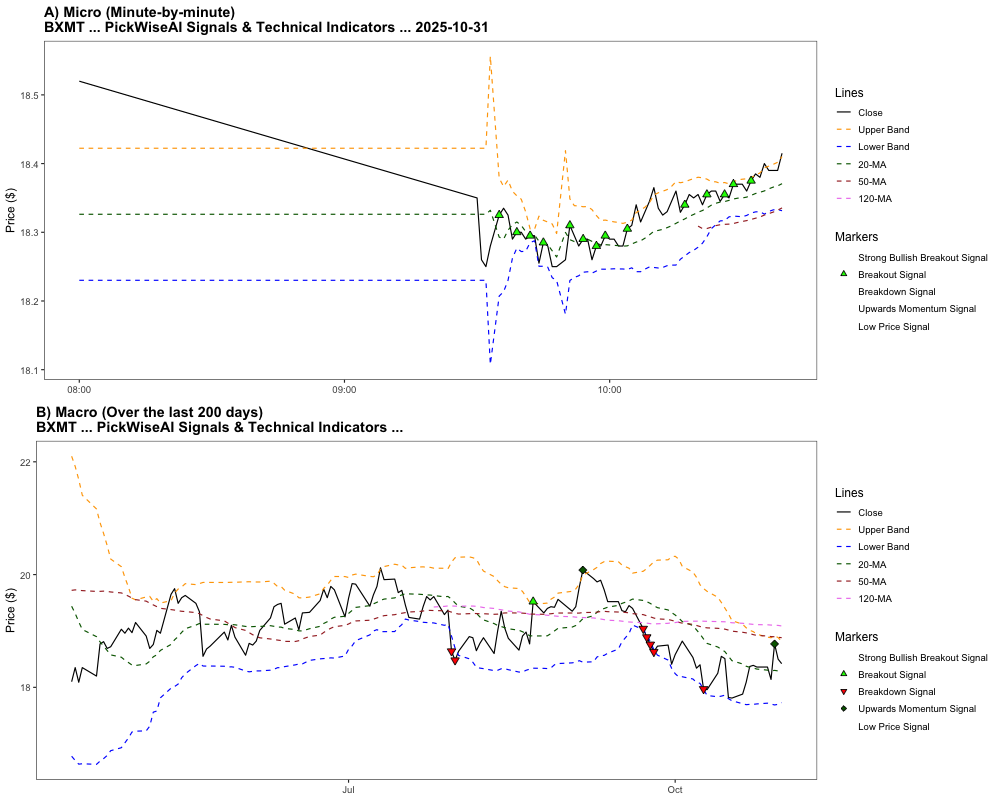 A) Micro (Minute-by-minute)
BXMT ... PickWiseAI Signals & Technical Indicators ... 2025-10-31
Price ($)
18.5
18.4
18.3
18.2
18.1
08:00
09:00
10:00
Lines
Close
Upper Band
Lower Band
20-MA
50-MA
120-MA
Markers
Strong Bullish Breakout Signal
Breakout Signal
Breakdown Signal
Upwards Momentum Signal
Low Price Signal
B) Macro (Over the last 200 days)
BXMT ... PickWiseAI Signals & Technical Indicators ...
Price ($)
22
20
18
Jul
Oct
Lines
Close
Upper Band
Lower Band
20-MA
50-MA
120-MA
Markers
Strong Bullish Breakout Signal
Breakout Signal
Breakdown Signal
Upwards Momentum Signal
Low Price Signal